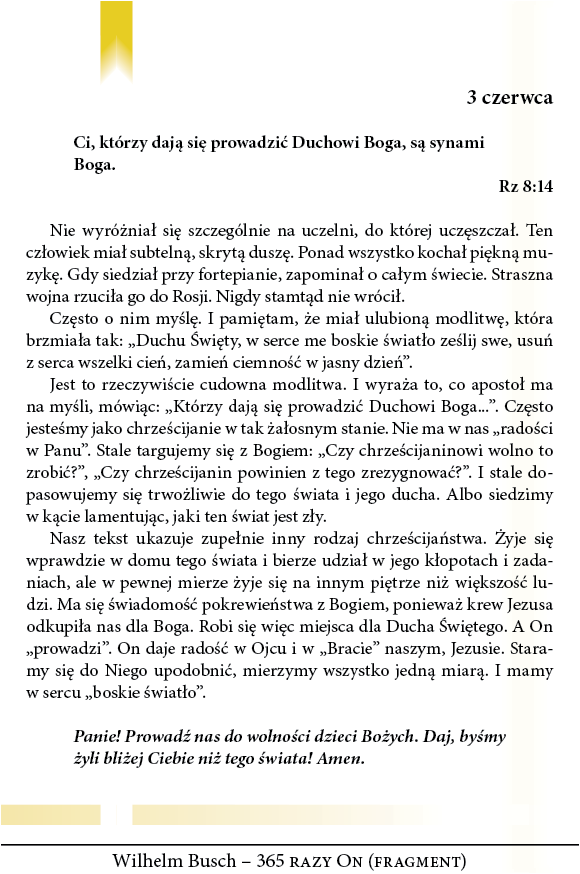 3 czerwca
Ci, którzy dają się prowadzić Duchowi Boga, są synami
Boga.
Rz 8:14
Nie wyróżniał się szczególnie na uczelni, do której uczęszczał. Ten
człowiek miał subtelną, skrytą duszę. Ponad wszystko kochał piękną mu-
zykę. Gdy siedział przy fortepianie, zapominał o całym świecie. Straszna
wojna rzuciła go do Rosji. Nigdy stamtąd nie wrócił.
Często o nim myślę. I pamiętam, że miał ulubioną modlitwę, która
brzmiała tak: „Duchu Święty, w serce me boskie światło ześlij swe, usuń
z serca wszelki cień, zamień ciemność w jasny dzień”.
Jest to rzeczywiście cudowna modlitwa. I wyraża to, co apostoł ma
na myśli, mówiąc: „Którzy dają się prowadzić Duchowi Boga...”. Często
jesteśmy jako chrześcijanie w tak żałosnym stanie. Nie ma w nas „radości
w Panu”. Stale targujemy się z Bogiem: „Czy chrześcijaninowi wolno to
zrobić?”, „Czy chrześcijanin powinien z tego zrezygnować?”. I stale do-
pasowujemy się trwożliwie do tego świata i jego ducha. Albo siedzimy
w kącie lamentując, jaki ten świat jest zły.
Nasz tekst ukazuje zupełnie inny rodzaj chrześcijaństwa. Żyje się
wprawdzie w domu tego świata i bierze udział w jego kłopotach i zada-
niach, ale w pewnej mierze żyje się na innym piętrze niż większość lu-
dzi. Ma się świadomość pokrewieństwa z Bogiem, ponieważ krew Jezusa
odkupiła nas dla Boga. Robi się więc miejsca dla Ducha Świętego. A On
„prowadzi”. On daje radość w Ojcu i w „Bracie” naszym, Jezusie. Stara-
my się do Niego upodobnić, mierzymy wszystko jedną miarą. I mamy
w sercu „boskie światło”.
Panie! Prowadź nas do wolności dzieci Bożych. Daj, byśmy
żyli bliżej Ciebie niż tego świata! Amen.
Wilhelm Busch – 365 RAZY ON (FRAGMENT)